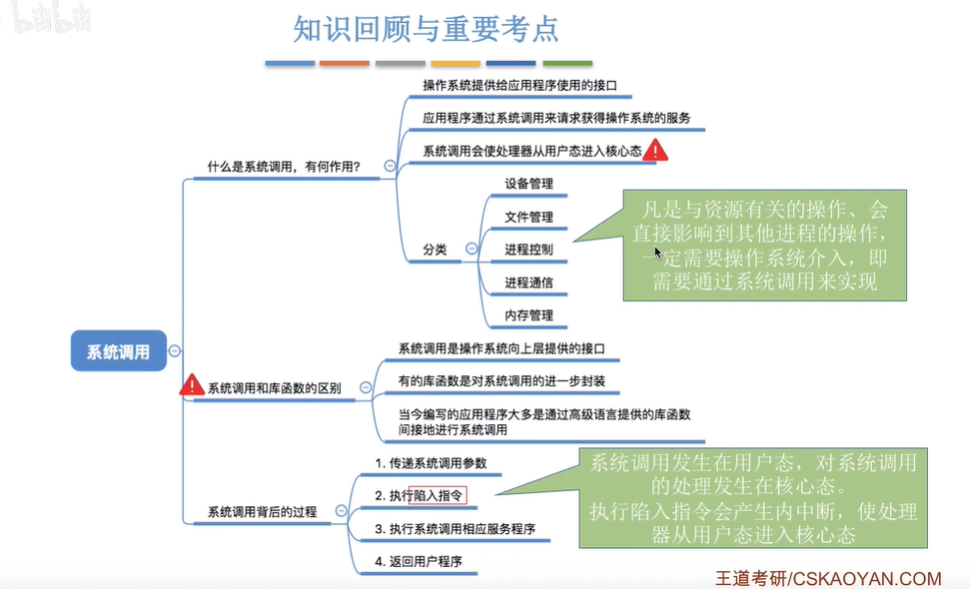 bilibili
知识回顾与重要考点
操作系统提供给应用程序使用的接口
应用程序通过系统调用来请求获得操作系统的服务
系统调用会使处理器从用户态进入核心态
什么是系统调用，有何作用？
设备管理
文件管理
分类
进程控制
进程通信
内存管理
凡是与资源有关的操作、会
直接影响到其他进程的操作，
一定需要操作系统介入，即
需要通过系统调用来实现
系统调用
系统调用是操作系统向上层提供的接口
系统调用和库函数的区别
有的库函数是对系统调用的进一步封装
当今编写的应用程序大多是通过高级语言提供的库函数
间接地进行系统调用
1. 传递系统调用参数
2. 执行陷入指令
系统调用背后的过程
3. 执行系统调用相应服务程序
4. 返回用户程序
系统调用发生在用户态，对系统调用
的处理发生在核心态。
执行陷入指令会产生内中断，使处理
器从用户态进入核心态
王道考研/CSKAOYAN.COM